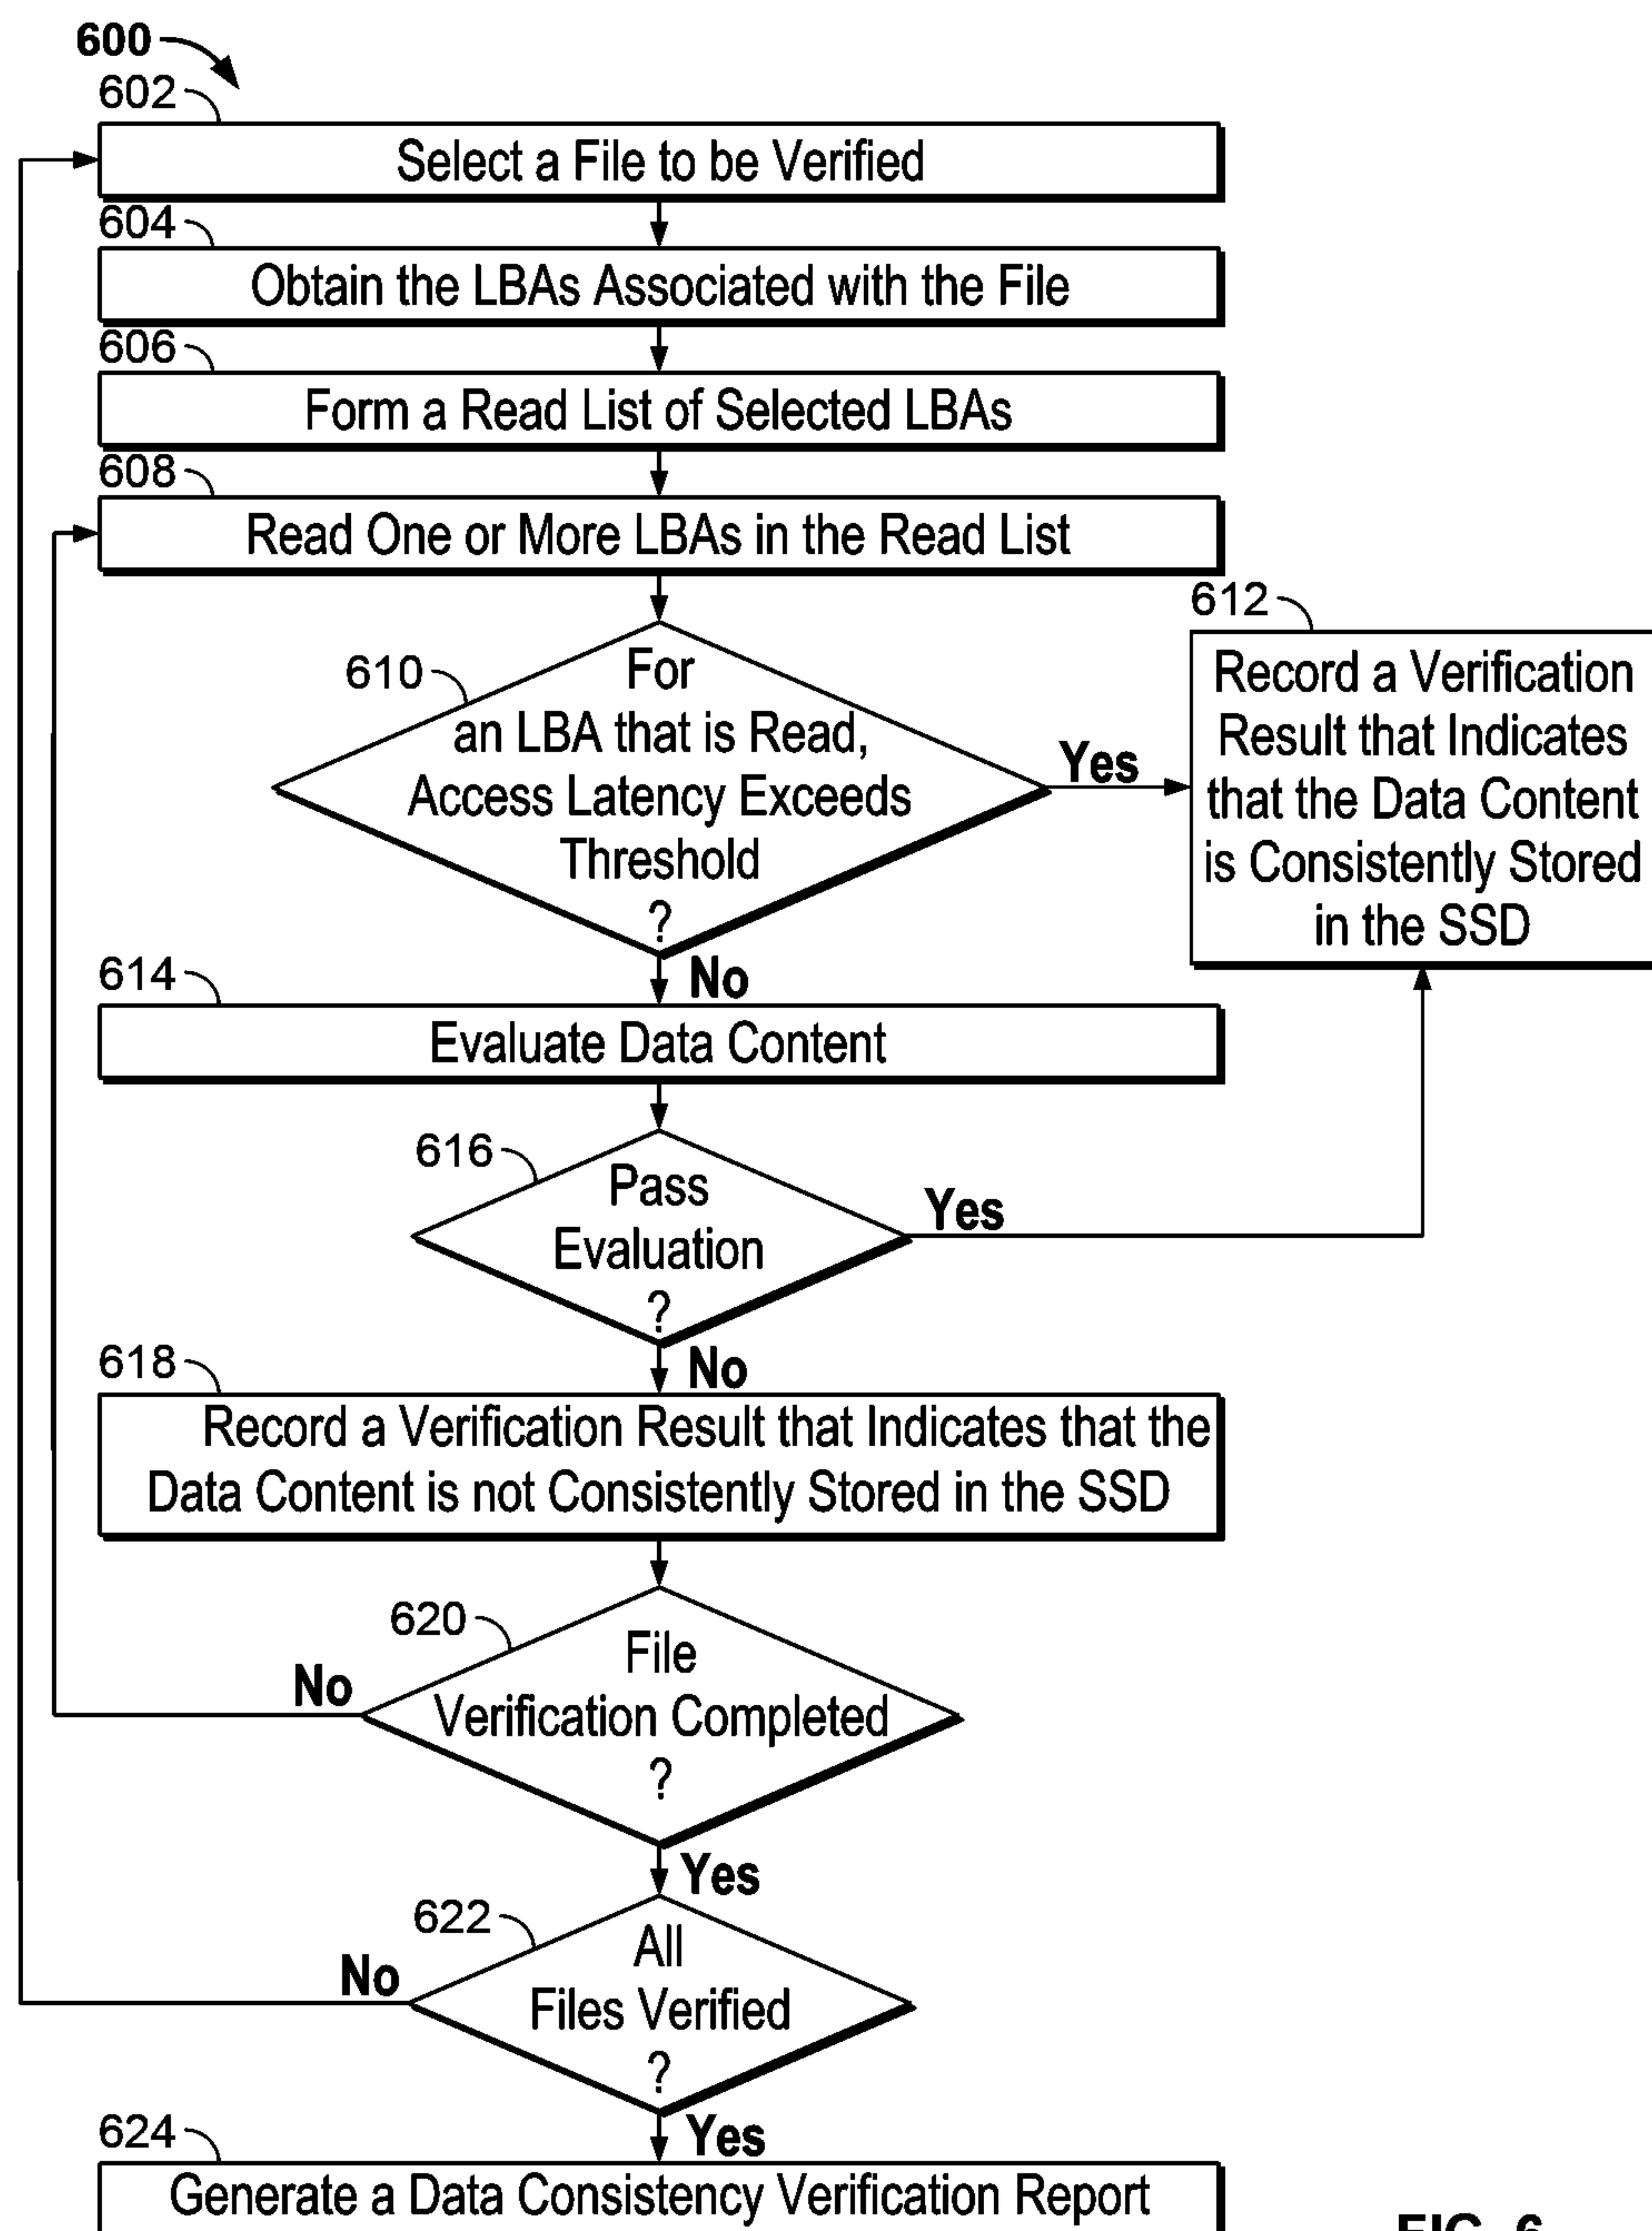 600
602
Select a File to be Verified
604
Obtain the LBAs Associated with the File
606
Form a Read List of Selected LBAs
608
Read One or More LBAs in the Read List
610
For
an LBA that is Read,
Access Latency Exceeds
Threshold
?
Yes
612
Record a Verification
Result that Indicates
that the Data Content
is Consistently Stored
in the SSD
No
614
Evaluate Data Content
616
Pass
Evaluation
?
Yes
No
618
Record a Verification Result that Indicates that the
Data Content is not Consistently Stored in the SSD
620
File
Verification Completed
?
No
Yes
622
All
Files Verified
?
No
Yes
624
Generate a Data Consistency Verification Report
FIG. 6